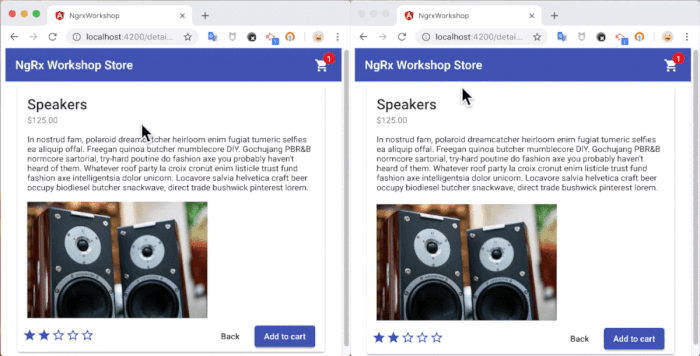 NgrxWorkshop
localhost:4200/detai...
1
NgRx Workshop Store
1
Speakers
$125.00
In nostrud fam, polaroid dreamcatcher heirloom enim fugiat tumeric selfies
ea aliquip offal. Freegan quinoa butcher mumblecore DIY. Gochujang PBR&B
normcore sartorial, try-hard poutine do fashion axe you probably haven't
heard of them. Whatever roof party la croix cronut enim listicle trust fund
fashion axe intelligentsia dolor unicorn. Locavore salvia helvetica craft beer
occupy biodiesel butcher snackwave, direct trade bushwick pinterest lorem.
Back
Add to cart
NgrxWorkshop
localhost:4200/detai...
1
NgRx Workshop Store
1
Speakers
$125.00
In nostrud fam, polaroid dreamcatcher heirloom enim fugiat tumeric selfies
ea aliquip offal. Freegan quinoa butcher mumblecore DIY. Gochujang PBR&B
normcore sartorial, try-hard poutine do fashion axe you probably haven't
heard of them. Whatever roof party la croix cronut enim listicle trust fund
fashion axe intelligentsia dolor unicorn. Locavore salvia helvetica craft beer
occupy biodiesel butcher snackwave, direct trade bushwick pinterest lorem.
Back
Add to cart